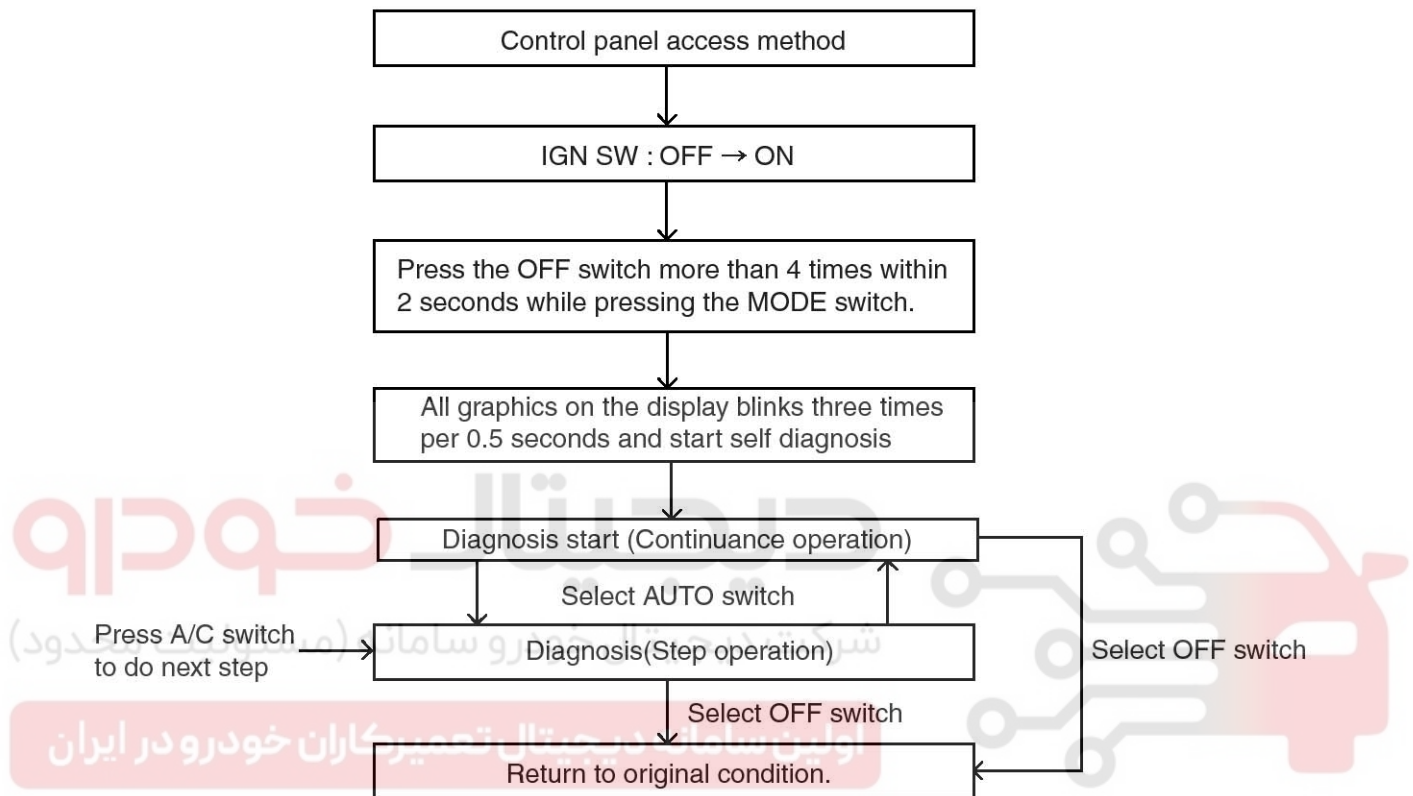 Control panel access method
IGN SW : OFF → ON
Press the OFF switch more than 4 times within
2 seconds while pressing the MODE switch.
All graphics on the display blinks three times
per 0.5 seconds and start self diagnosis
دیجیتال خودرو
Diagnosis start (Continuance operation)
Select AUTO switch
شرکت دیجیتال خودرو سامانه (مسئولیت محدود)
Press A/C switch
to do next step
Diagnosis(Step operation)
Select OFF switch
Select OFF switch
اولین سامانه دیجیتال تعمیرکاران خودرو در ایران
Return to original condition.